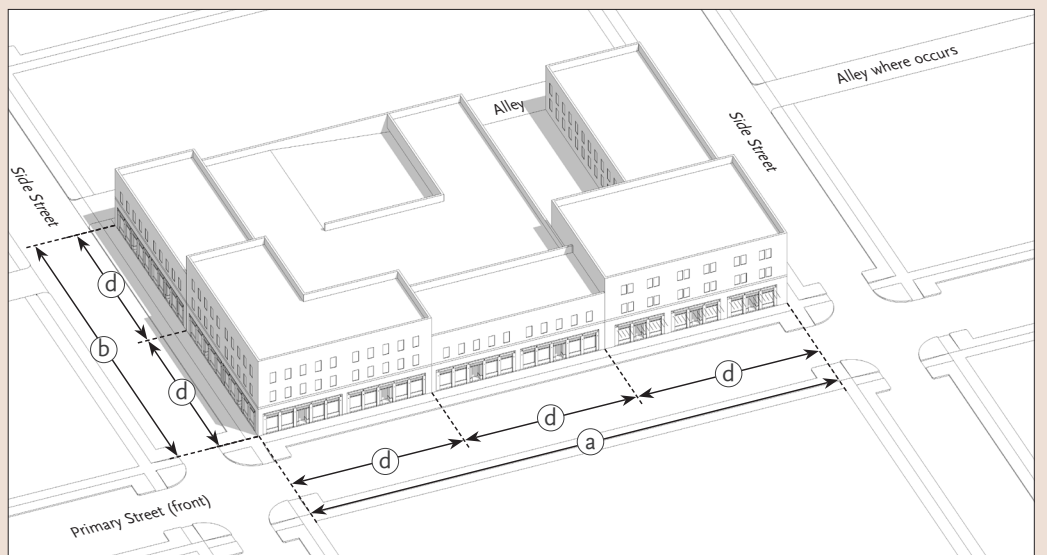 Alley where occurs
Alley
Side Street
Side Street
d
b
d
d
d
d
a
Primary Street (front)